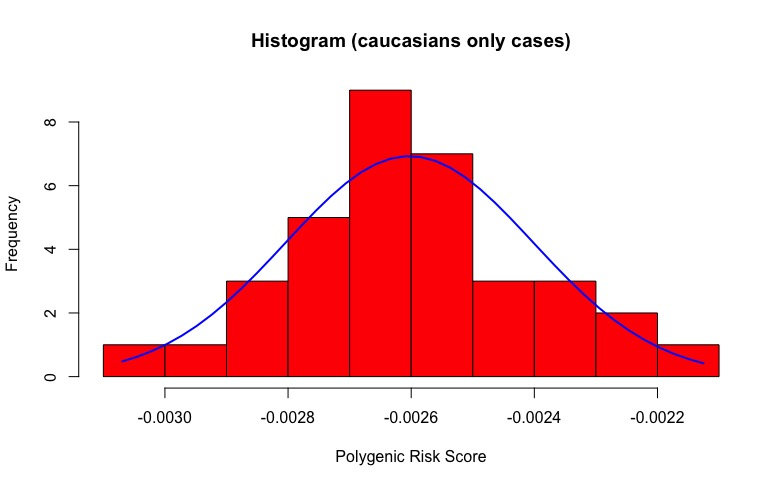 Histogram (caucasians only cases)
Frequency
8
6
4
2
0
-0.0030 -0.0028 -0.0026 -0.0024 -0.0022
Polygenic Risk Score